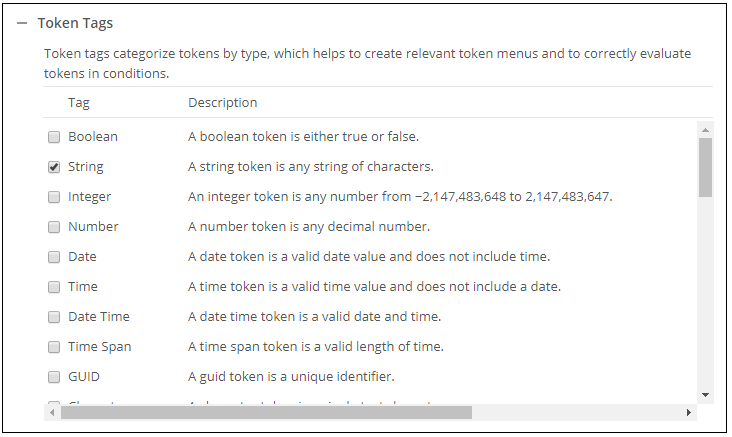 Token Tags
Token tags categorize tokens by type, which helps to create relevant token menus and to correctly evaluate
tokens in conditions.
Tag Description
Boolean A boolean token is either true or false.
String A string token is any string of characters.
Integer An integer token is any number from −2,147,483,648 to 2,147,483,647.
Number A number token is any decimal number.
Date A date token is a valid date value and does not include time.
Time A time token is a valid time value and does not include a date.
Date Time A date time token is a valid date and time.
Time Span A time span token is a valid length of time.
GUID A guid token is a unique identifier.